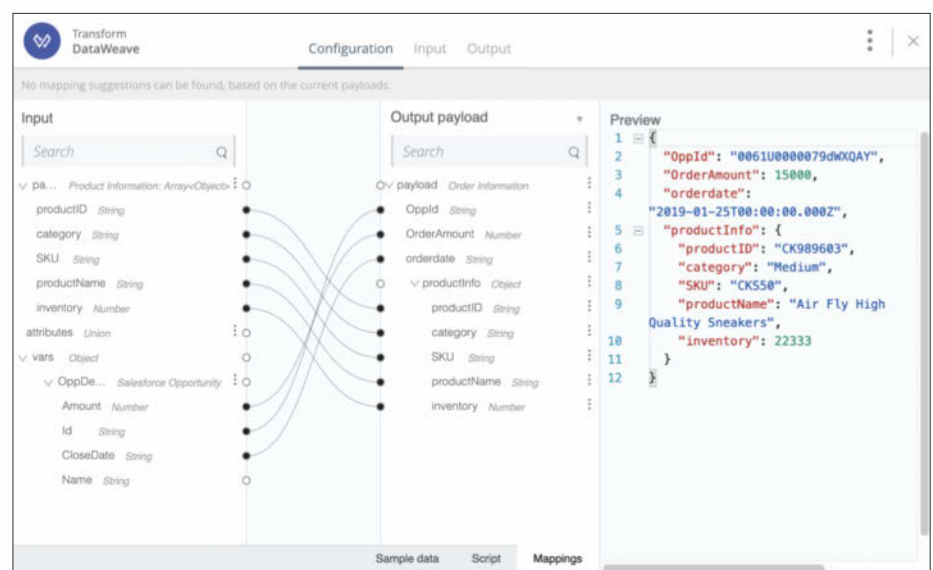 Transform
DataWeave
Configuration Input Output
No mapping suggestions can be found, based on the current payloads.
Input
Search
pa... Product Information: Array<Object>
productID String
category String
SKU String
productName String
inventory Number
attributes Union
vars Object
OppDe... Salesforce Opportunity
Amount Number
Id String
CloseDate String
Name String
Output payload
Search
payload Order Information
OppId String
OrderAmount Number
orderdate String
productInfo Object
productID String
category String
SKU String
productName String
inventory Number
Preview
1 {
2 "OppId": "0061U0000079dWXQAY",
3 "OrderAmount": 15000,
4 "orderdate":
"2019-01-25T00:00:00.000Z",
5 "productInfo": {
6 "productID": "CK989603",
7 "category": "Medium",
8 "SKU": "CKS50",
9 "productName": "Air Fly High
Quality Sneakers",
10 "inventory": 22333
11 }
12 }
Sample data Script Mappings